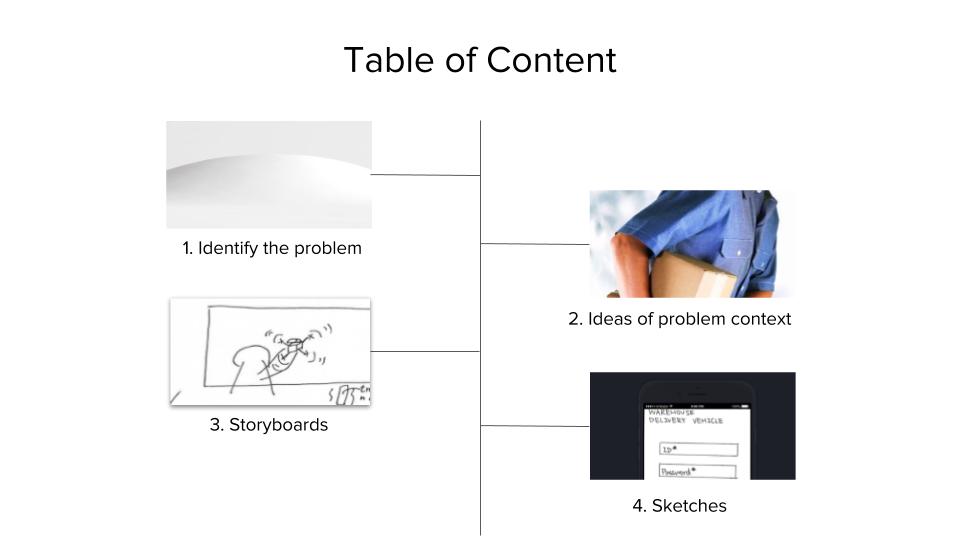 Table of Content
1. Identify the problem
2. Ideas of problem context
3. Storyboards
WAREHOUSE
DELIVERY VEHICLE
ID*
Password*
4. Sketches